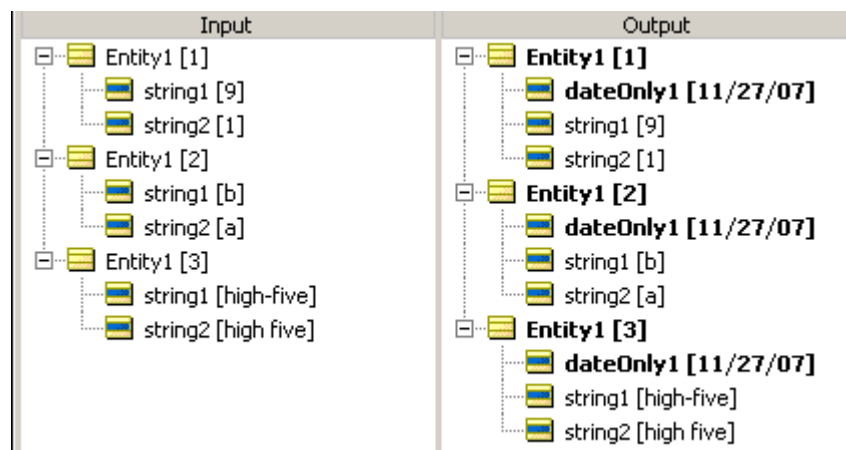 Input
Entity1 [1]
string1 [9]
string2 [1]
Entity1 [2]
string1 [b]
string2 [a]
Entity1 [3]
string1 [high-five]
string2 [high five]
Output
Entity1 [1]
dateOnly1 [11/27/07]
string1 [9]
string2 [1]
Entity1 [2]
dateOnly1 [11/27/07]
string1 [b]
string2 [a]
Entity1 [3]
dateOnly1 [11/27/07]
string1 [high-five]
string2 [high five]